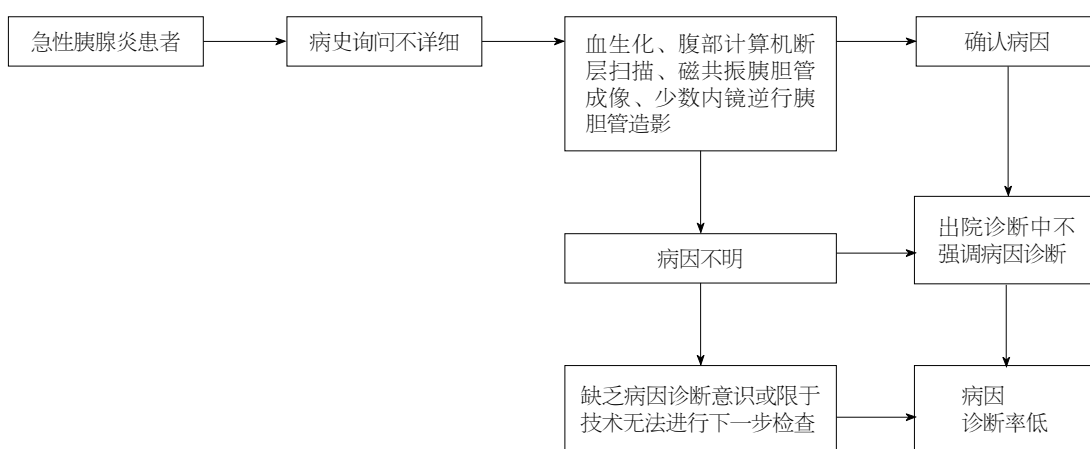 急性胰腺炎患者
病史询问不详细
血生化、腹部计算机断
层扫描、磁共振胰胆管
成像、少数内镜逆行胰
胆管造影
确认病因
病因不明
出院诊断中不
强调病因诊断
缺乏病因诊断意识或限于
技术无法进行下一步检查
病因
诊断率低